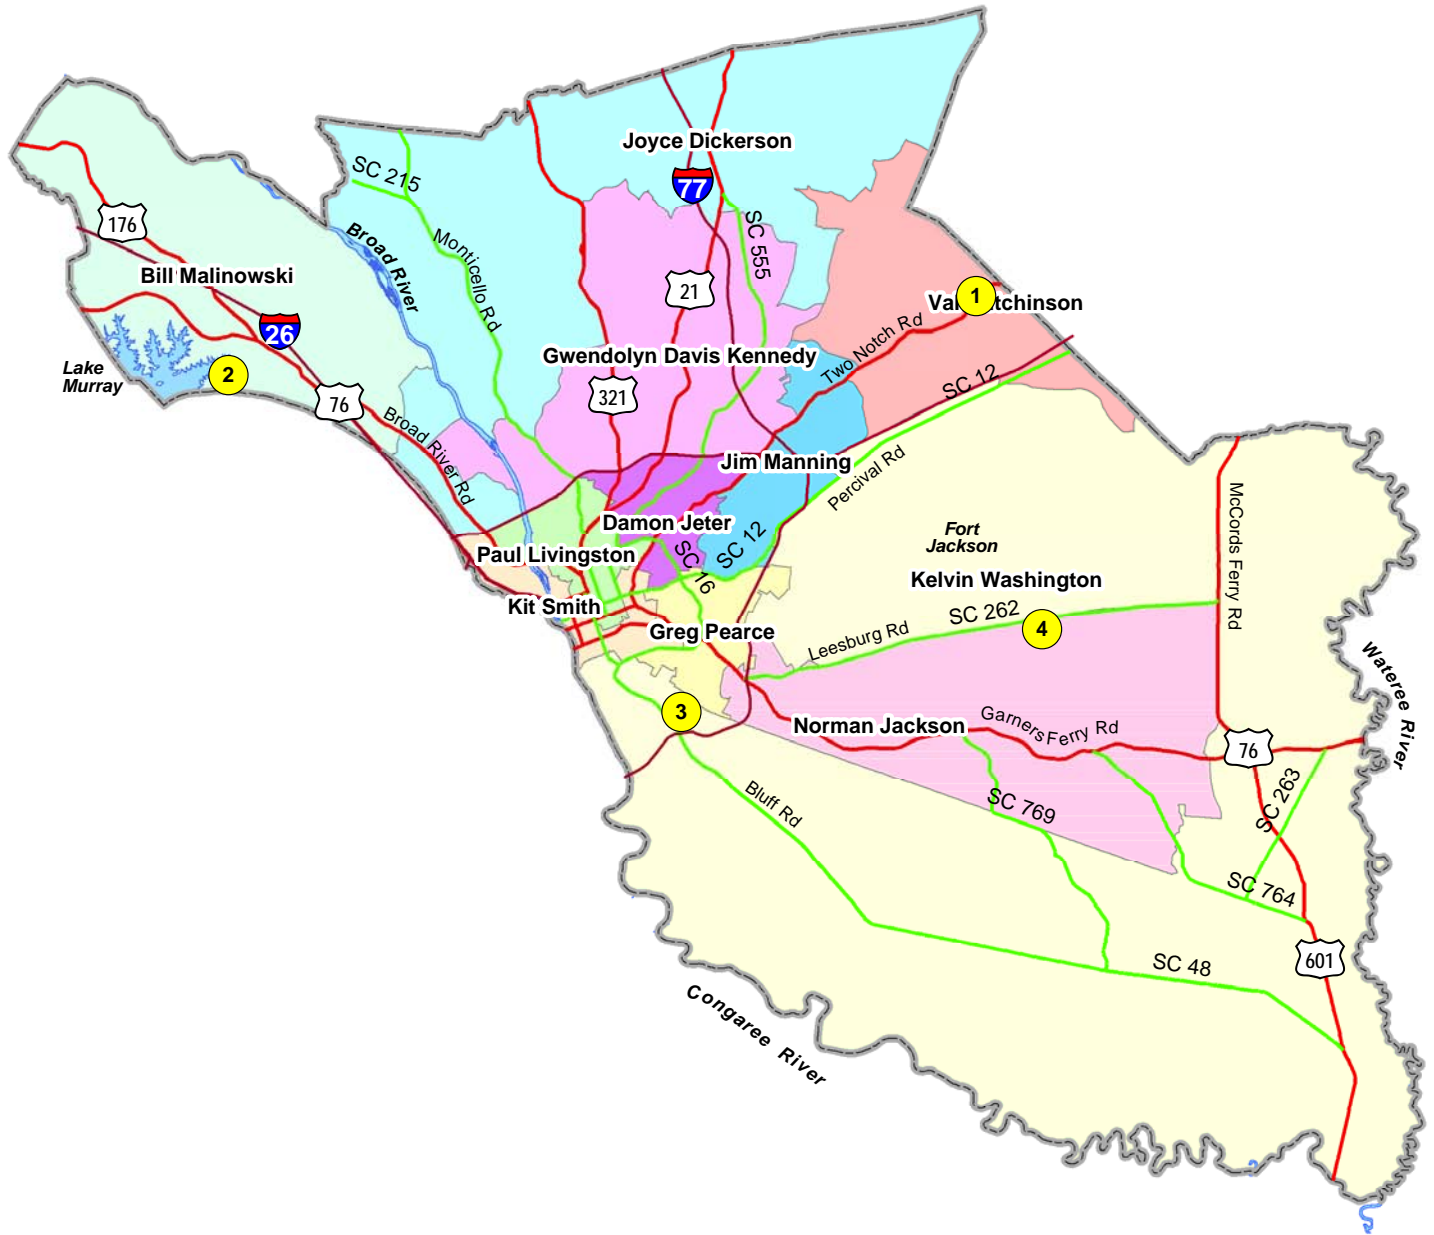 Joyce Dickerson
SC 215
77
176
Broad River
Monticello Rd
SC 555
Bill Malinowski
21
1
Val
tchinson
26
Two Notch Rd
Gwendolyn Davis Kennedy
Lake
Murray
2
76
321
SC 12
Broad River Rd
Jim Manning
Percival Rd
McCords Ferry Rd
Damon Jeter
SC 12
Fort
Jackson
Paul Livingston
SC 16
Kelvin Washington
Kit Smith
SC 262
4
Greg Pearce
Leesburg Rd
Wateree River
3
Norman Jackson
Garners Ferry Rd
76
Bluff Rd
SC 769
SC 263
SC 764
601
SC 48
Congaree River